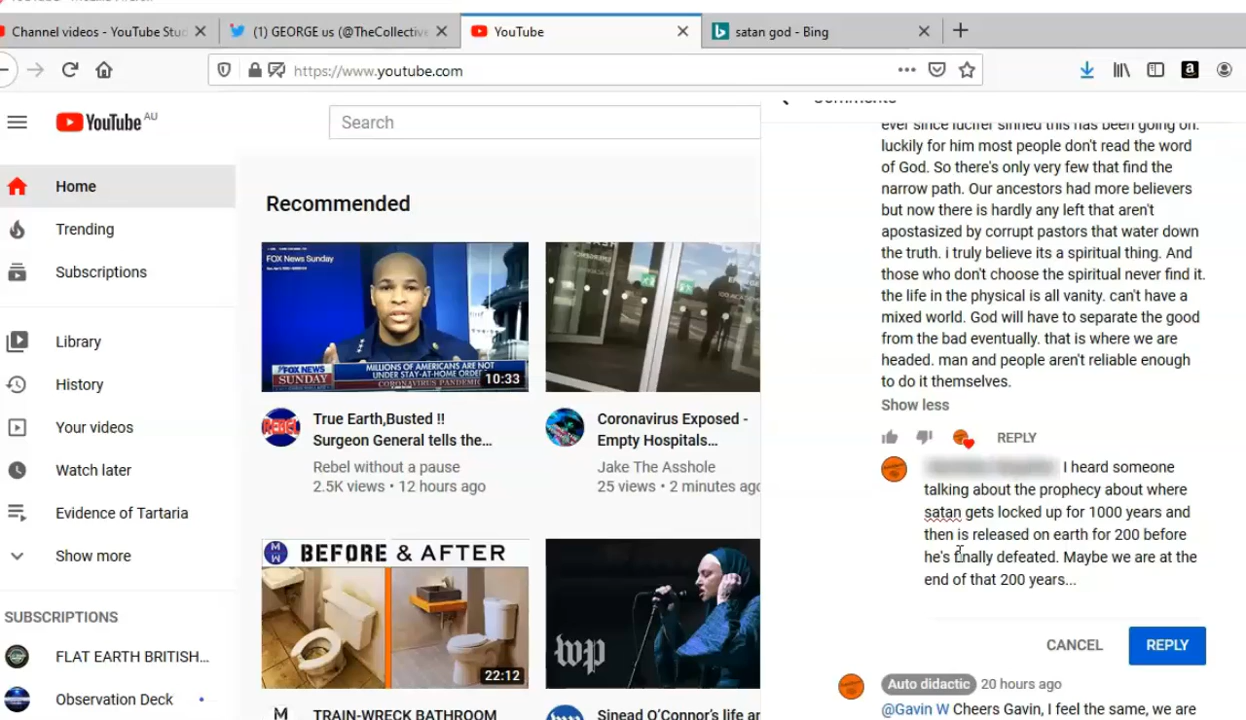 Channel videos - YouTube Stud
(1) GEORGE us (@TheCollective
YouTube
satan god - Bing
https://www.youtube.com
YouTube AU
Search
Home
Trending
Subscriptions
Library
History
Your videos
Watch later
Evidence of Tartaria
Show more
SUBSCRIPTIONS
FLAT EARTH BRITISH...
Observation Deck
Recommended
FOX News Sunday
FOX NEWS
SUNDAY
MILLIONS OF AMERICANS ARE NOT
UNDER STAY-AT-HOME ORDER
CORONAVIRUS PANDEMIC
10:33
REBEL
True Earth,Busted !!
Surgeon General tells the...
Rebel without a pause
2.5K views • 12 hours ago
Coronavirus Exposed -
Empty Hospitals...
Jake The Asshole
25 views • 2 minutes ago
MW
BEFORE & AFTER
22:12
M
TRAIN-WRECK BATHROOM
wp
Sinead O'Connor's life an
Comments
ever since lucifer sinned this has been going on.
luckily for him most people don't read the word
of God. So there's only very few that find the
narrow path. Our ancestors had more believers
but now there is hardly any left that aren't
apostasized by corrupt pastors that water down
the truth. i truly believe its a spiritual thing. And
those who don't choose the spiritual never find it.
the life in the physical is all vanity. can't have a
mixed world. God will have to separate the good
from the bad eventually. that is where we are
headed. man and people aren't reliable enough
to do it themselves.
Show less
REPLY
I heard someone
talking about the prophecy about where
satan gets locked up for 1000 years and
then is released on earth for 200 before
he's finally defeated. Maybe we are at the
end of that 200 years...
CANCEL
REPLY
Auto didactic 20 hours ago
@Gavin W Cheers Gavin, I feel the same, we are